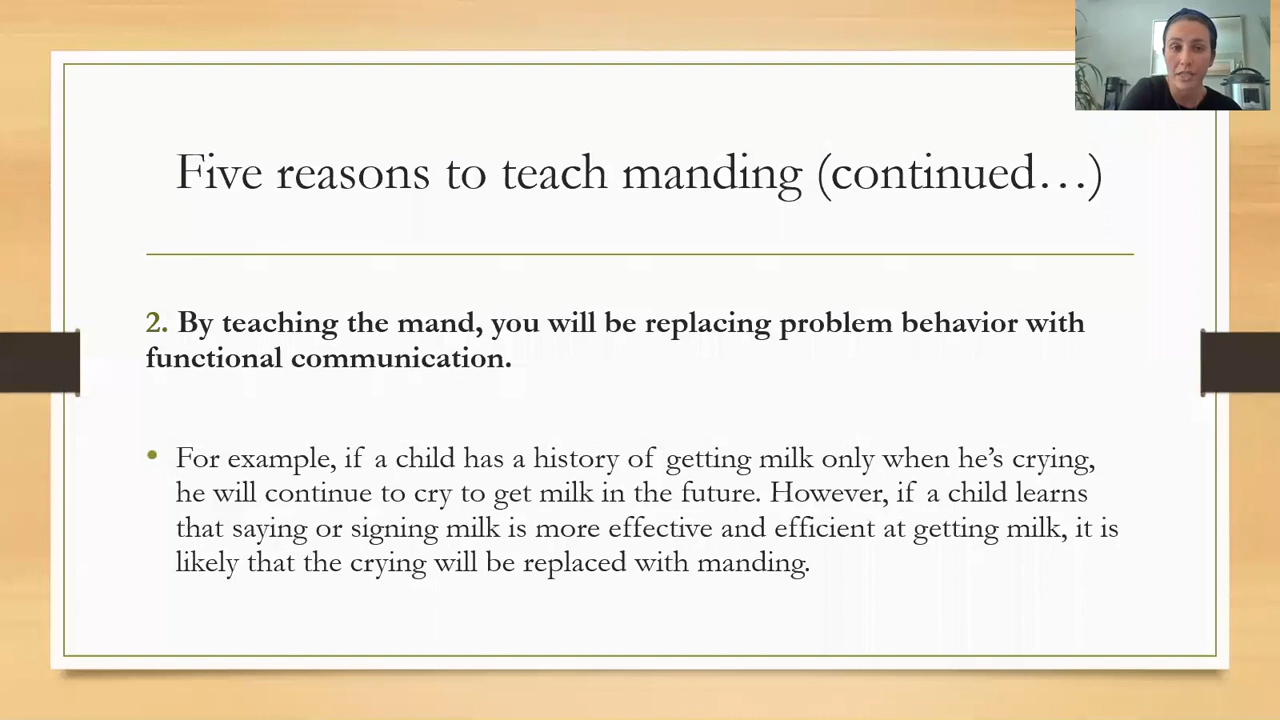 Five reasons to teach manding (continued…)
2. By teaching the mand, you will be replacing problem behavior with
functional communication.
• For example, if a child has a history of getting milk only when he’s crying,
he will continue to cry to get milk in the future. However, if a child learns
that saying or signing milk is more effective and efficient at getting milk, it is
likely that the crying will be replaced with manding.